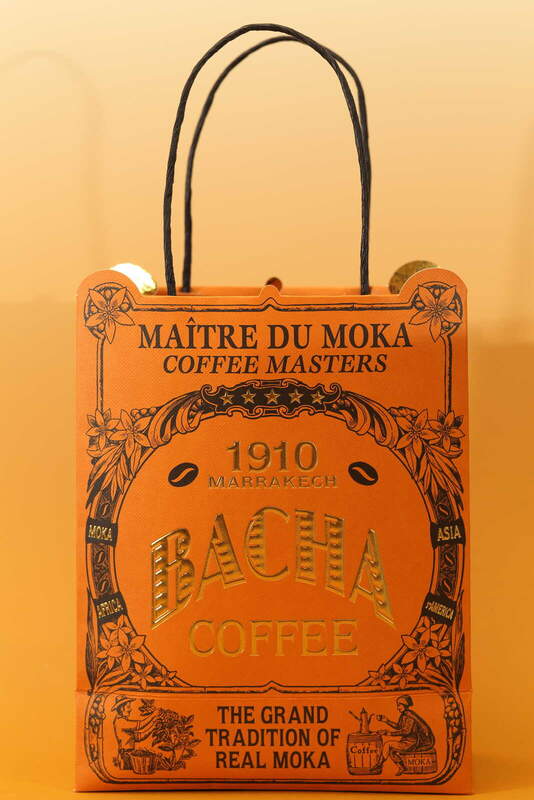 MAÎTRE DU MOKA
COFFEE MASTERS
1910
MARRAKECH
BACHA
COFFEE
MOKA
ASIA
AFRICA
AMERICA
THE GRAND
TRADITION OF
REAL MOKA
Coffee
MOKA